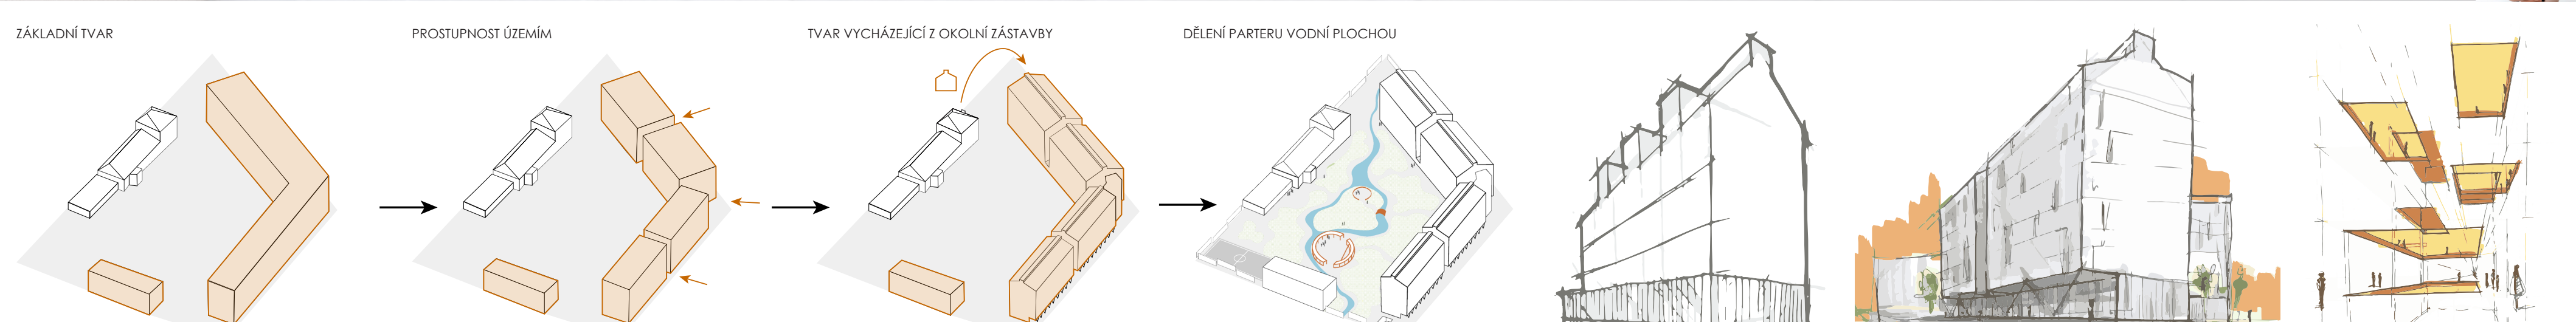 ZÁKLADNÍ TVAR
PROSTUPNOST ÚZEMÍM
TVAR VYCHÁZEJÍCÍ Z OKOLNÍ ZÁSTAVBY
DĚLENÍ PARTERU VODNÍ PLOCHOU